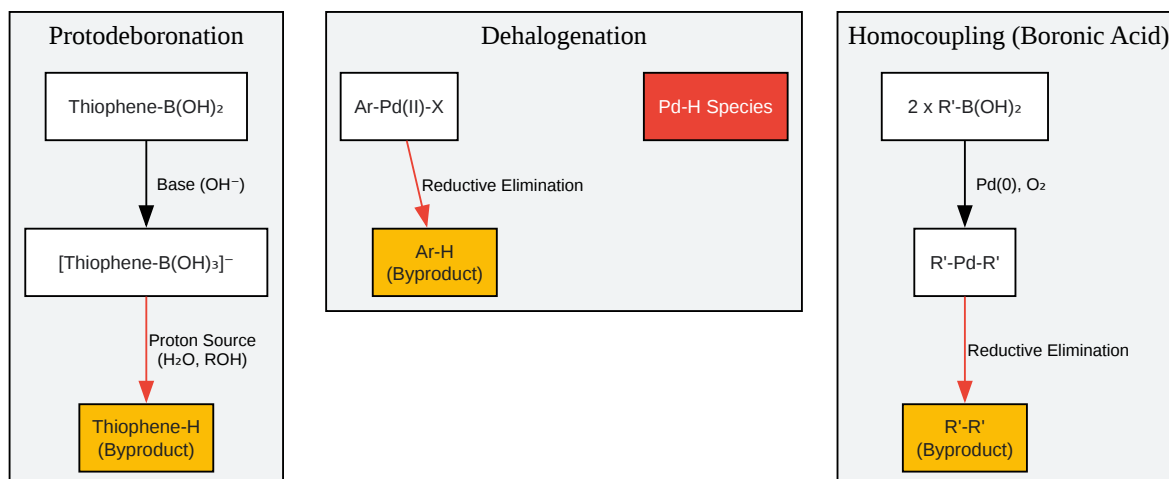 Protodeboronation
Thiophene-B(OH)₂
Base (OH⁻)
[Thiophene-B(OH)₃]⁻
Proton Source
(H₂O, ROH)
Thiophene-H
(Byproduct)
Dehalogenation
Ar-Pd(II)-X
Pd-H Species
Reductive Elimination
Ar-H
(Byproduct)
Homocoupling (Boronic Acid)
2 x R'-B(OH)₂
Pd(0), O₂
R'-Pd-R'
Reductive Elimination
R'-R'
(Byproduct)